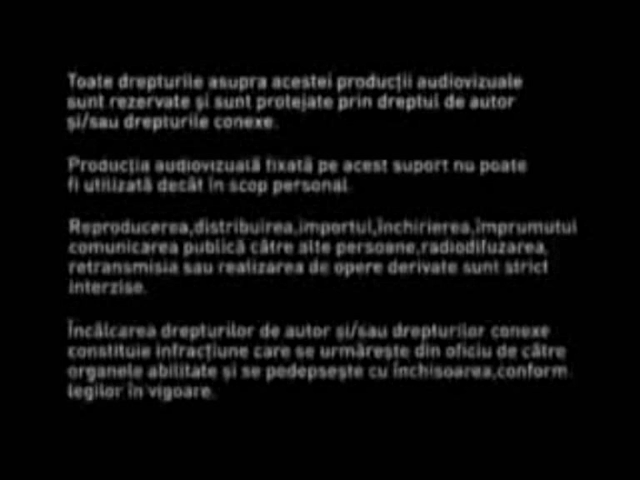 Toate drepturile asupra acestei producții audiovizuale
sunt rezervate și sunt protejate prin dreptul de autor
și/sau drepturile conexe.
Producția audiovizuală fixată pe acest suport nu poate
fi utilizată decât în scop personal.
Reproducerea,distribuirea,importul,închirierea,împrumutul
comunicarea publică către alte persoane,radiodifuzarea,
retransmisia sau realizarea de opere derivate sunt strict
interzise.
Încălcarea drepturilor de autor și/sau drepturilor conexe
constituie infracțiune care se urmărește din oficiu de către
organele abilitate și se pedepsește cu închisoarea,conform
legilor în vigoare.